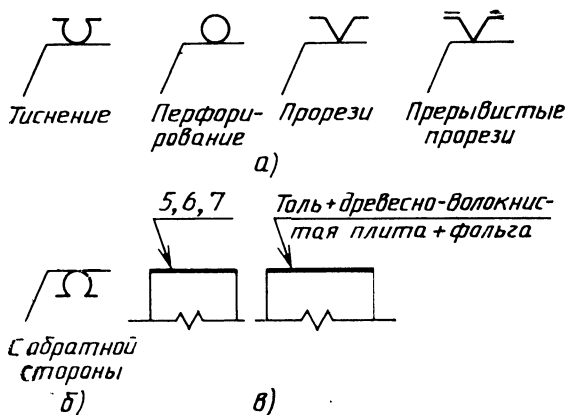 Тиснение
Перфори-
рование
Прорези
Прерывистые
прорези
а)
5, 6, 7
Толь + древесно-волокнис-
тая плита + фольга
С обратной
стороны
б)
в)